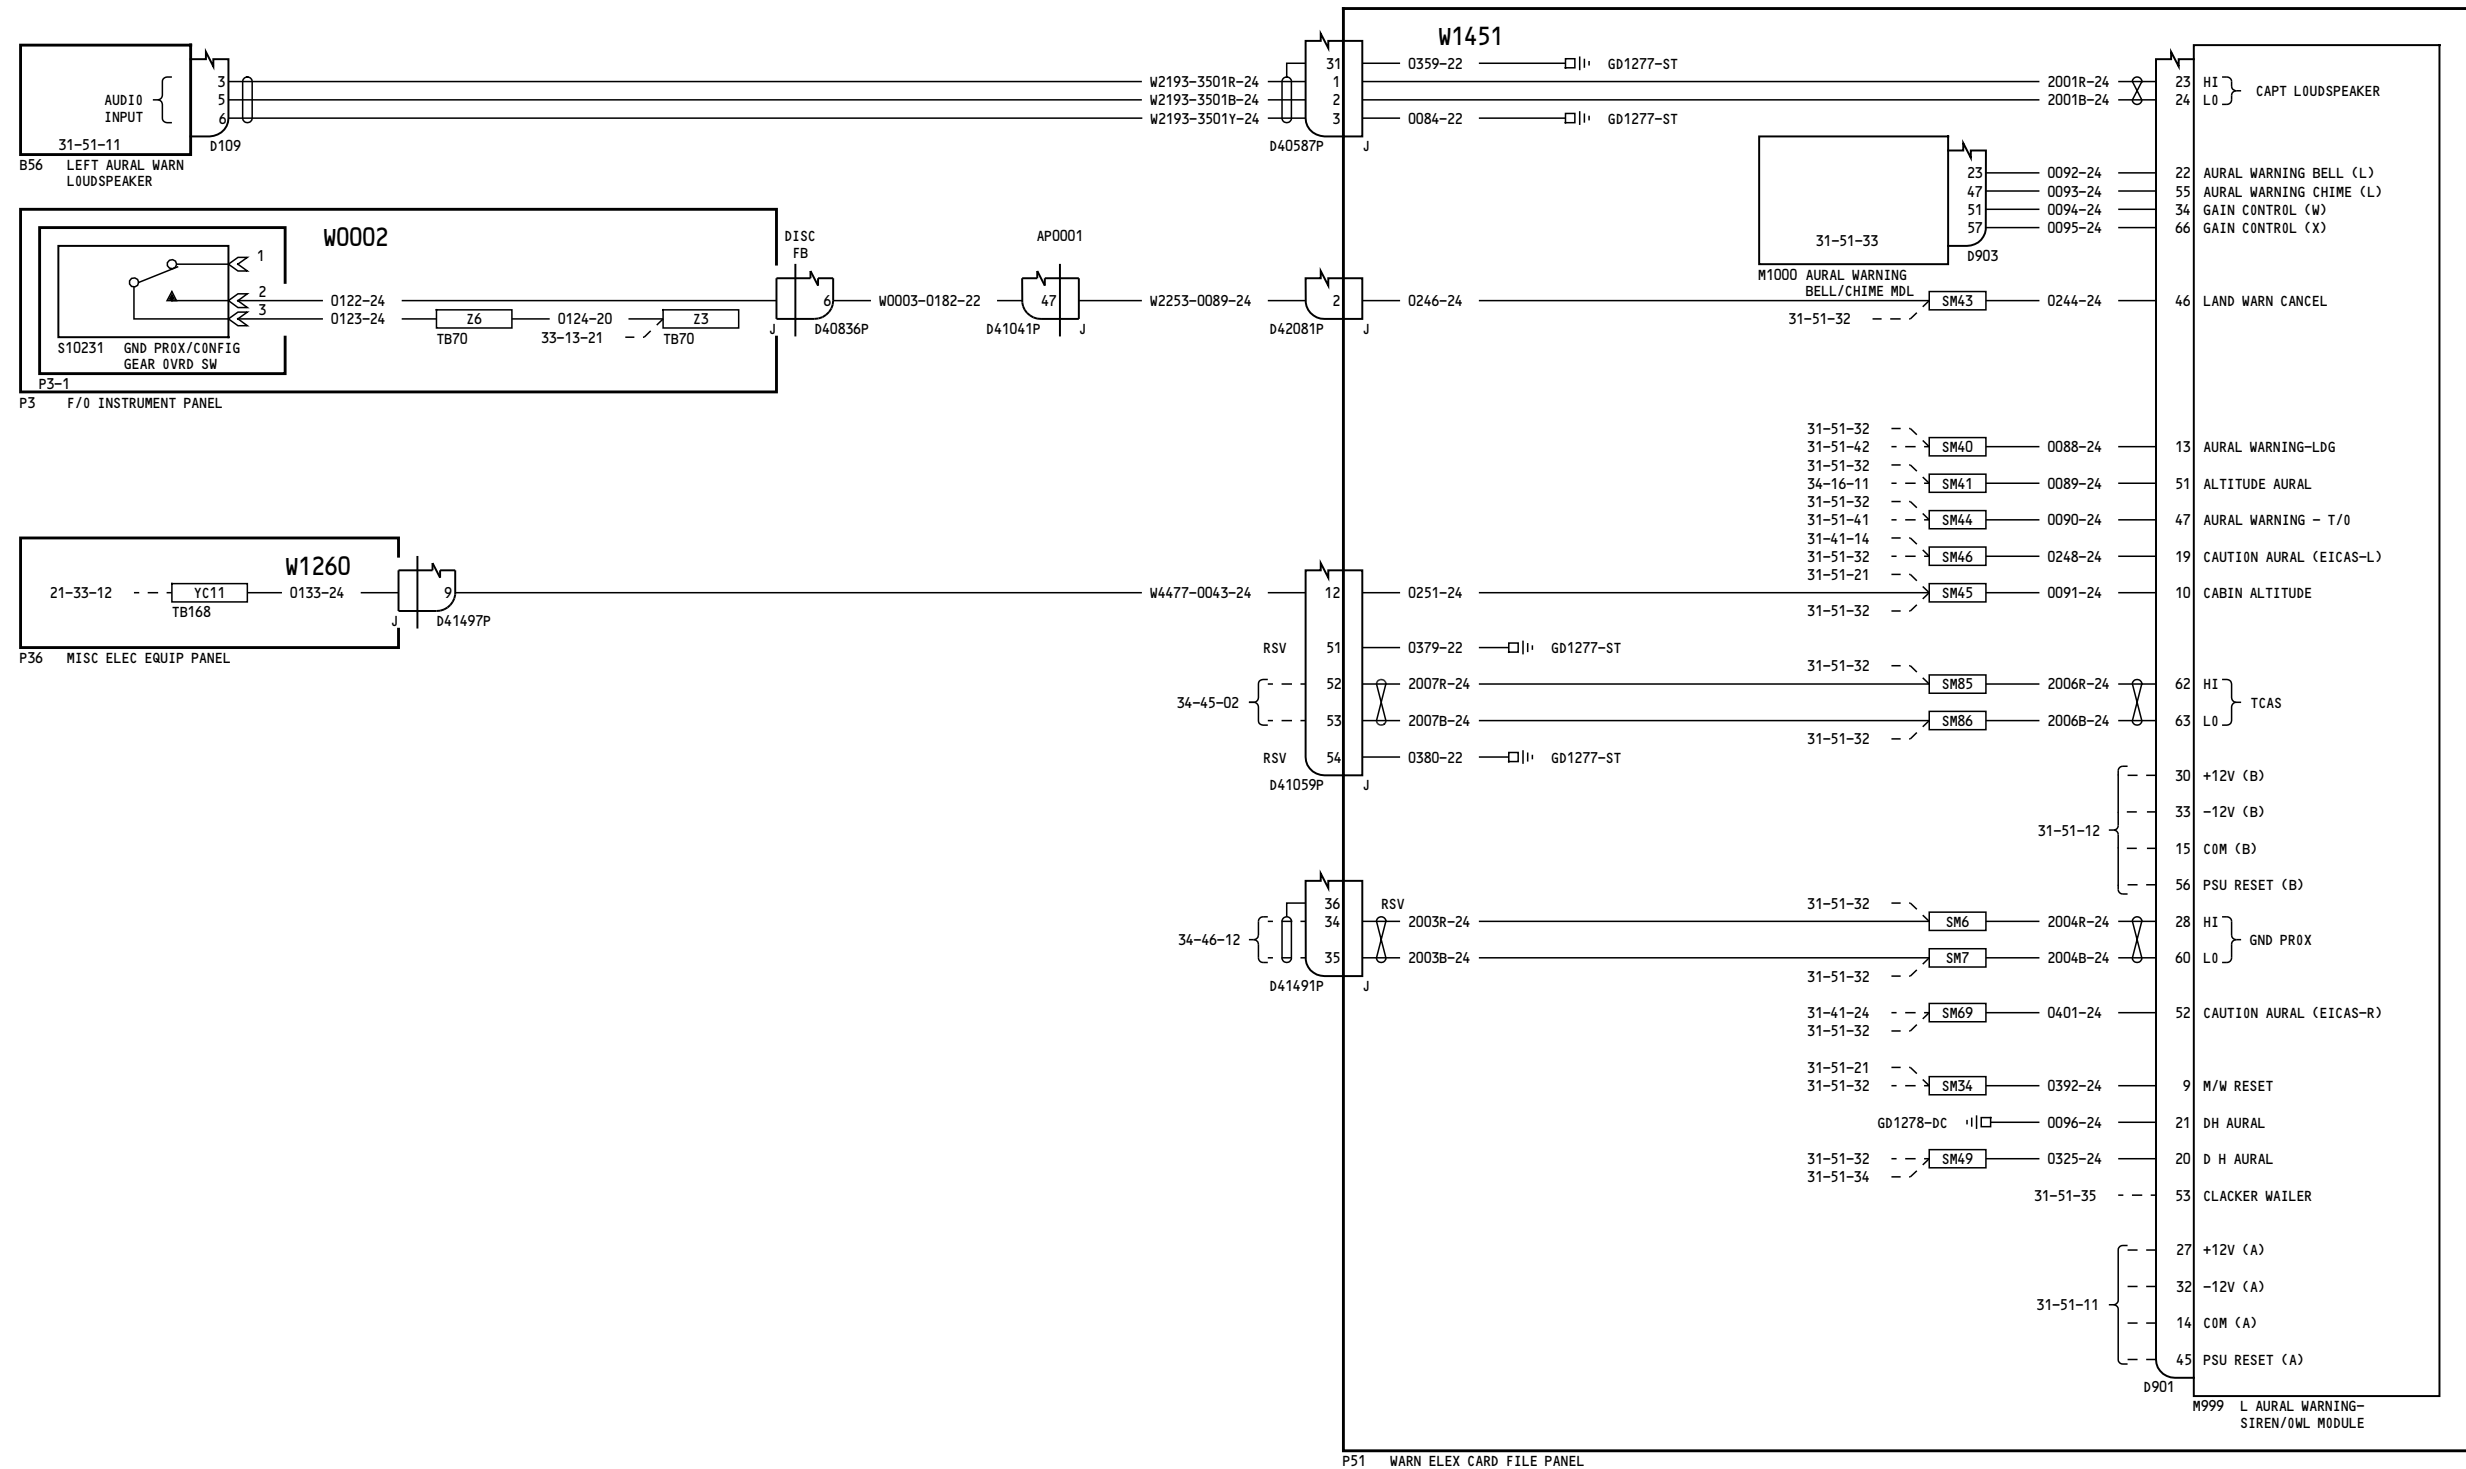 W1451
31 0359-22 GD1277-ST
AUDIO INPUT
3 W2193-3501R-24 1 2001R-24 23 HI
5 W2193-3501B-24 2 2001B-24 24 LO
CAPT LOUDSPEAKER
6 W2193-3501Y-24 3 0084-22 GD1277-ST
31-51-11
D109
D40587P J
B56 LEFT AURAL WARN
LOUDSPEAKER
23 0092-24 22 AURAL WARNING BELL (L)
47 0093-24 55 AURAL WARNING CHIME (L)
51 0094-24 34 GAIN CONTROL (W)
57 0095-24 66 GAIN CONTROL (X)
31-51-33
D903
M1000 AURAL WARNING
BELL/CHIME MDL
W0002
DISC
FB
AP0001
1
2 0122-24 6 W0003-0182-22 47 W2253-0089-24 2 0246-24 SM43 0244-24 46 LAND WARN CANCEL
3 0123-24 Z6 0124-20 Z3
31-51-32
J D40836P D41041P J D42081P J
TB70 33-13-21 TB70
S10231 GND PROX/CONFIG
GEAR OVRD SW
P3-1
P3 F/O INSTRUMENT PANEL
31-51-32
31-51-42 SM40 0088-24 13 AURAL WARNING-LDG
31-51-32
34-16-11 SM41 0089-24 51 ALTITUDE AURAL
31-51-32
31-51-41 SM44 0090-24 47 AURAL WARNING - T/O
31-41-14
31-51-32 SM46 0248-24 19 CAUTION AURAL (EICAS-L)
31-51-21
W1260
21-33-12 YC11 0133-24 9 W4477-0043-24 12 0251-24 SM45 0091-24 10 CABIN ALTITUDE
TB168
31-51-32
J D41497P
P36 MISC ELEC EQUIP PANEL
RSV 51 0379-22 GD1277-ST
31-51-32
52 2007R-24 SM85 2006R-24 62 HI
34-45-02
TCAS
53 2007B-24 SM86 2006B-24 63 LO
31-51-32
RSV 54 0380-22 GD1277-ST
D41059P J
30 +12V (B)
33 -12V (B)
31-51-12
15 COM (B)
56 PSU RESET (B)
36 RSV
31-51-32
34 2003R-24 SM6 2004R-24 28 HI
34-46-12
GND PROX
35 2003B-24 SM7 2004B-24 60 LO
31-51-32
D41491P J
31-41-24 SM69 0401-24 52 CAUTION AURAL (EICAS-R)
31-51-32
31-51-21
31-51-32 SM34 0392-24 9 M/W RESET
GD1278-DC 0096-24 21 DH AURAL
31-51-32 SM49 0325-24 20 D H AURAL
31-51-34
31-51-35 53 CLACKER WAILER
27 +12V (A)
32 -12V (A)
31-51-11
14 COM (A)
45 PSU RESET (A)
D901
M999 L AURAL WARNING-
SIREN/OWL MODULE
P51 WARN ELEX CARD FILE PANEL